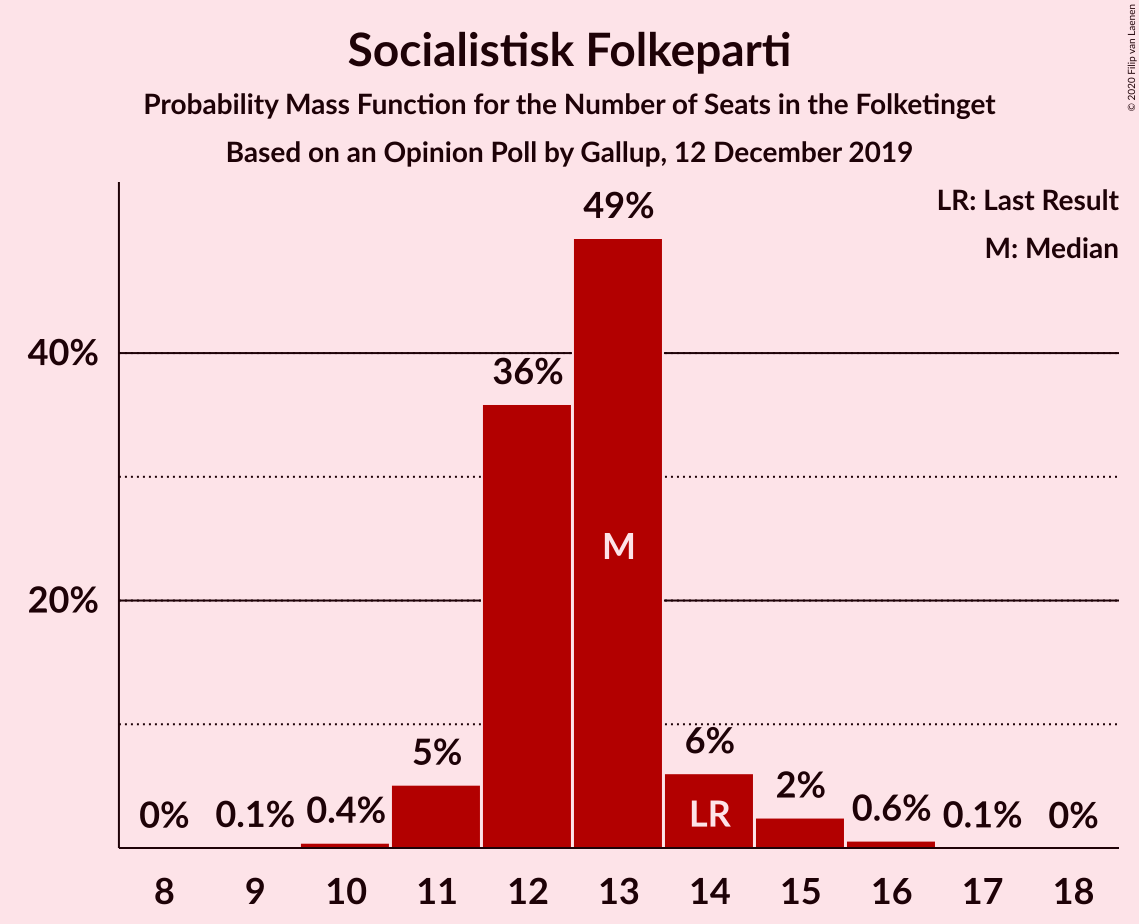 Socialistisk Folkeparti
Probability Mass Function for the Number of Seats in the Folketinget
Based on an Opinion Poll by Gallup, 12 December 2019
© 2020 Filip van Laenen
LR: Last Result
M: Median
49%
40%
36%
M
20%
6%
5%
2%
LR
0.6%
0.4%
0% 0.1% 0.1% 0%
8 9 10 11 12 13 14 15 16 17 18